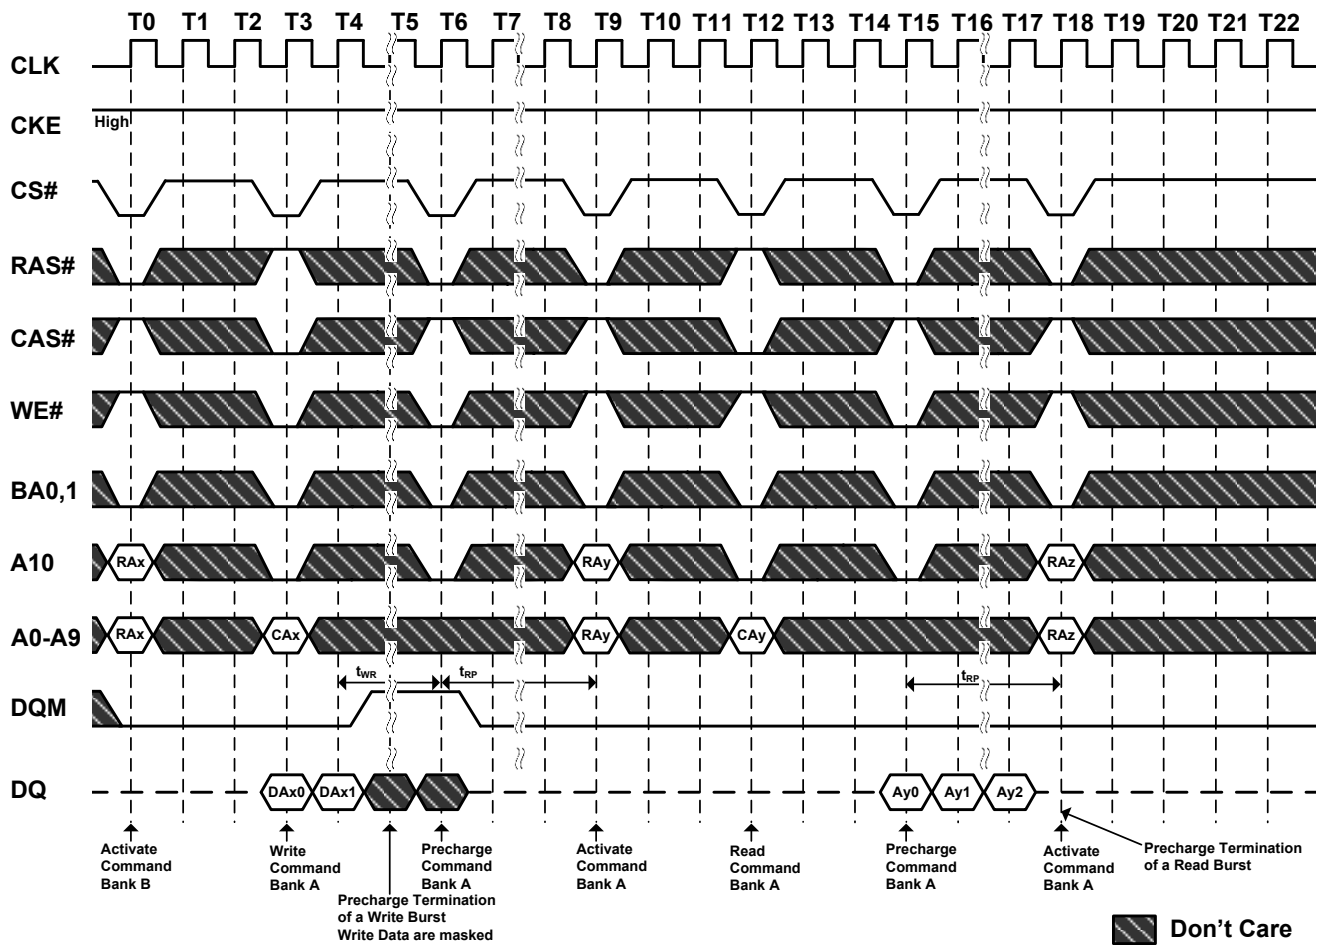 T0 T1 T2 T3 T4 T5 T6 T7 T8 T9 T10 T11 T12 T13 T14 T15 T16 T17 T18 T19 T20 T21 T22
CLK
CKE High
CS#
RAS#
CAS#
WE#
BA0,1
A10 RAx RAy RAz
A0-A9 RAx CAx RAy CAy RAz
tWR tRP tRP
DQM
DQ DAx0 DAx1 Ay0 Ay1 Ay2
Activate
Command
Bank B
Write
Command
Bank A
Precharge Termination
of a Write Burst
Write Data are masked
Precharge
Command
Bank A
Activate
Command
Bank A
Read
Command
Bank A
Precharge
Command
Bank A
Activate
Command
Bank A
Precharge Termination
of a Read Burst
Don't Care